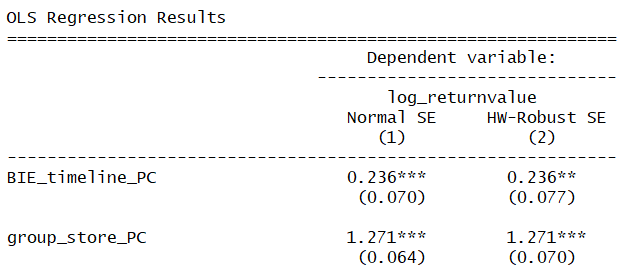 OLS Regression Results
================================================================
Dependent variable:
------------------------------
log_returnvalue
Normal SE HW-Robust SE
(1) (2)
----------------------------------------------------------------
BIE_timeline_PC 0.236*** 0.236**
(0.070) (0.077)
group_store_PC 1.271*** 1.271***
(0.064) (0.070)